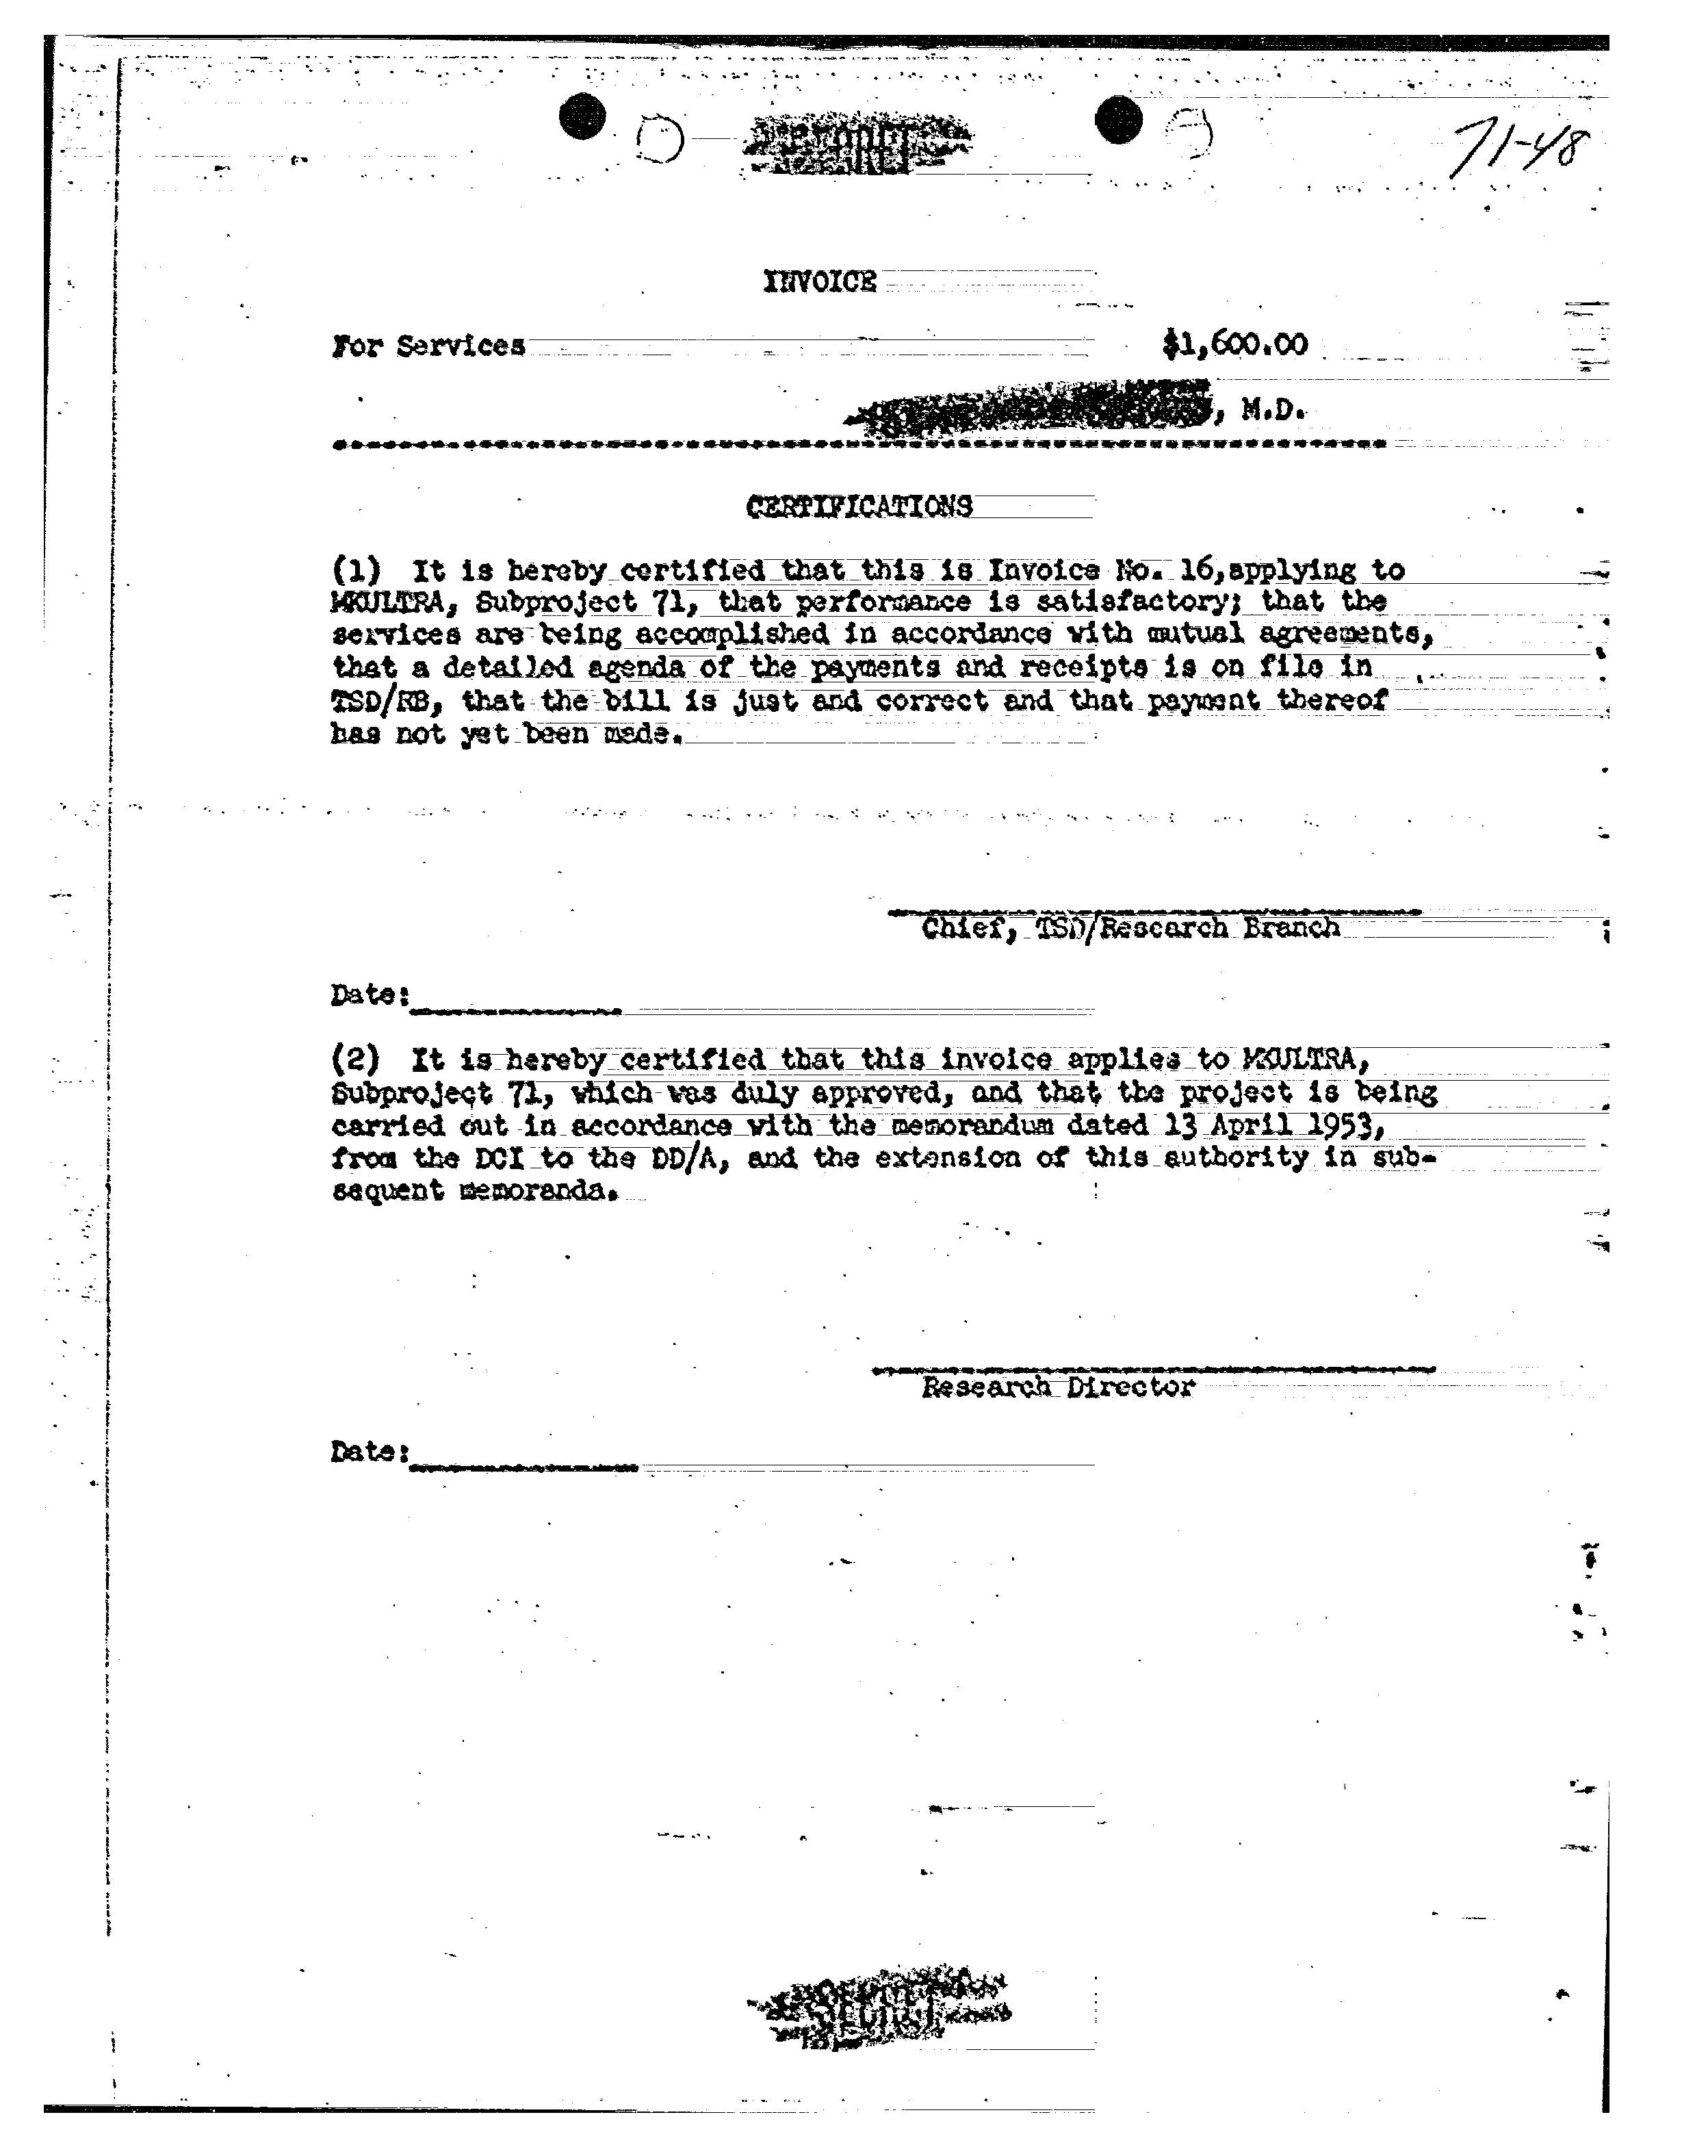 71-48
SECRET
INVOICE
For Services $1,600.00
, M.D.
CERTIFICATIONS
(1) It is hereby certified that this is Invoice No. 16,applying to
MKULTRA, Subproject 71, that performance is satisfactory; that the
services are being accomplished in accordance with mutual agreements,
that a detailed agenda of the payments and receipts is on file in
TSD/RB, that the bill is just and correct and that payment thereof
has not yet been made.
Chief, TSD/Research Branch
Date:
(2) It is hereby certified that this invoice applies to MKULTRA,
Subproject 71, which was duly approved, and that the project is being
carried out in accordance with the memorandum dated 13 April 1953,
from the DCI to the DD/A, and the extension of this authority in sub-
sequent memoranda.
Research Director
Date: